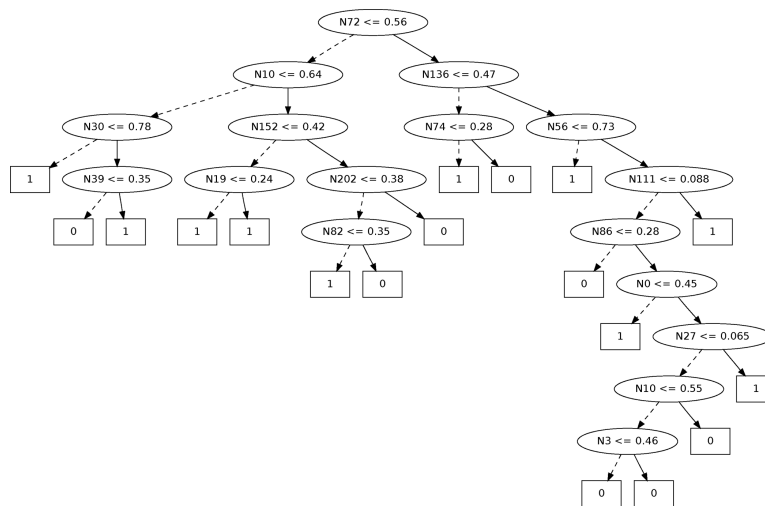 N72 <= 0.56
N10 <= 0.64
N136 <= 0.47
N30 <= 0.78
N152 <= 0.42
N74 <= 0.28
N56 <= 0.73
1
N39 <= 0.35
N19 <= 0.24
N202 <= 0.38
1
0
1
N111 <= 0.088
0
1
1
1
N82 <= 0.35
0
N86 <= 0.28
1
1
0
0
N0 <= 0.45
1
N27 <= 0.065
N10 <= 0.55
1
N3 <= 0.46
0
0
0